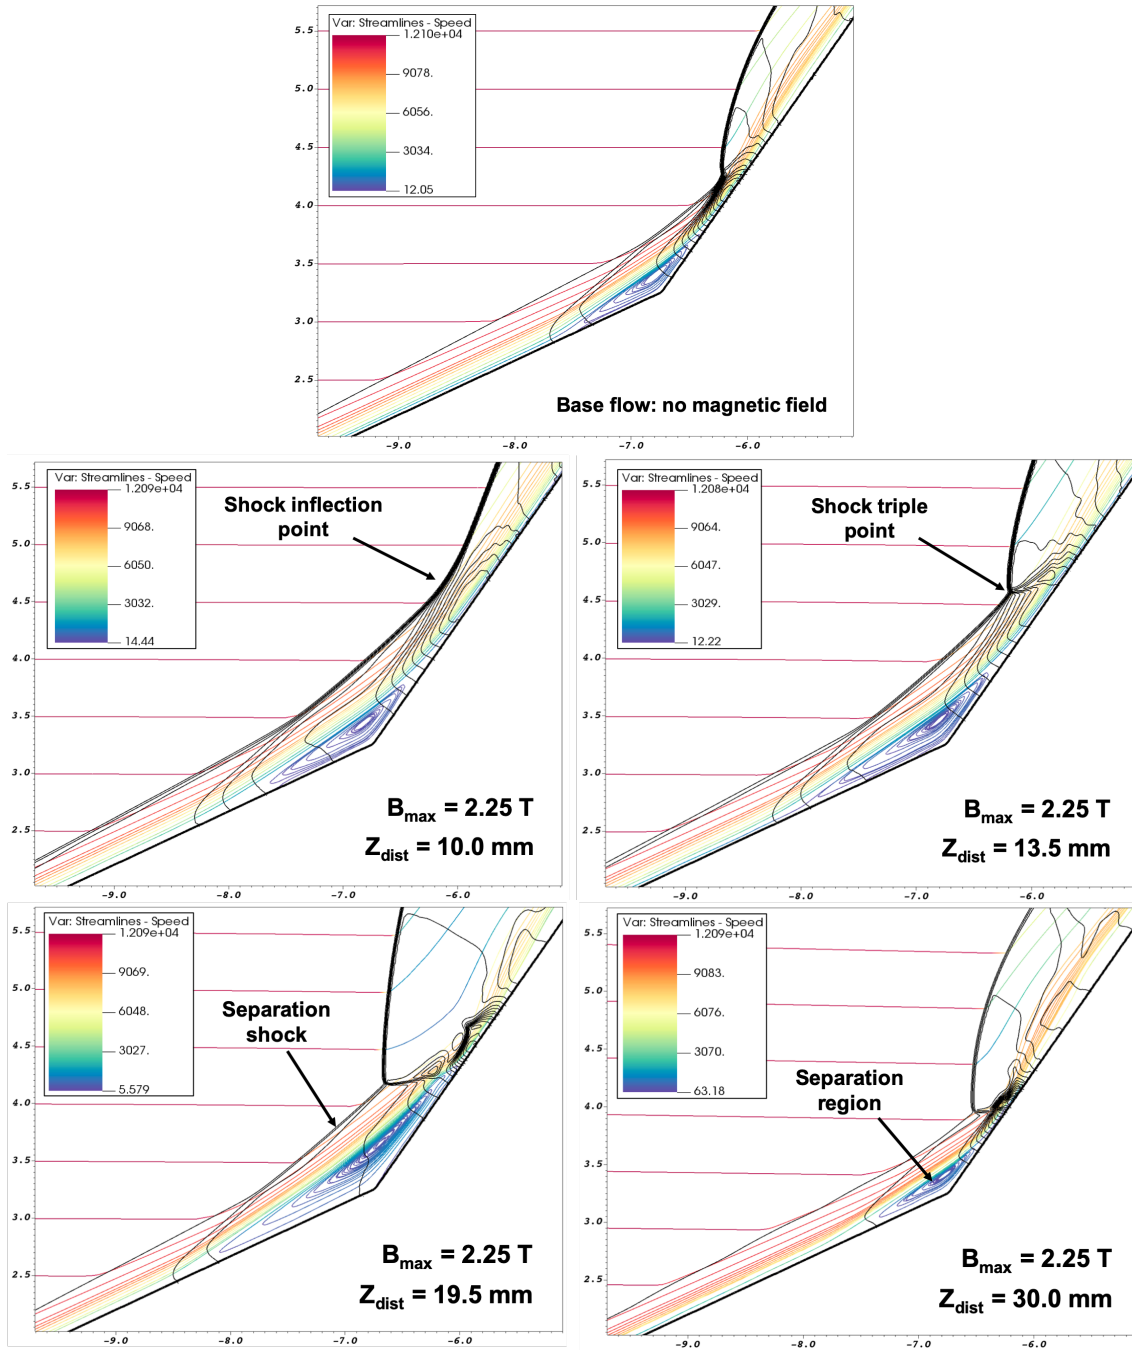 Var: Streamlines - Speed
1.210e+04
9078.
6056.
3034.
12.05
5.5
5.0
4.5
4.0
3.5
3.0
2.5
-9.0 -8.0 -7.0 -6.0
Base flow: no magnetic field
Var: Streamlines - Speed
1.209e+04
9068.
6050.
3032.
14.44
Shock inflection
point
5.5
5.0
4.5
4.0
3.5
3.0
2.5
-9.0 -8.0 -7.0 -6.0
Bmax = 2.25 T
Zdist = 10.0 mm
Var: Streamlines - Speed
1.208e+04
9064.
6047.
3029.
12.22
Shock triple
point
5.5
5.0
4.5
4.0
3.5
3.0
2.5
-9.0 -8.0 -7.0 -6.0
Bmax = 2.25 T
Zdist = 13.5 mm
Var: Streamlines - Speed
1.209e+04
9069.
6048.
3027.
5.579
Separation
shock
5.5
5.0
4.5
4.0
3.5
3.0
2.5
-9.0 -8.0 -7.0 -6.0
Bmax = 2.25 T
Zdist = 19.5 mm
Var: Streamlines - Speed
1.209e+04
9083.
6076.
3070.
63.18
Separation
region
5.5
5.0
4.5
4.0
3.5
3.0
2.5
-9.0 -8.0 -7.0 -6.0
Bmax = 2.25 T
Zdist = 30.0 mm